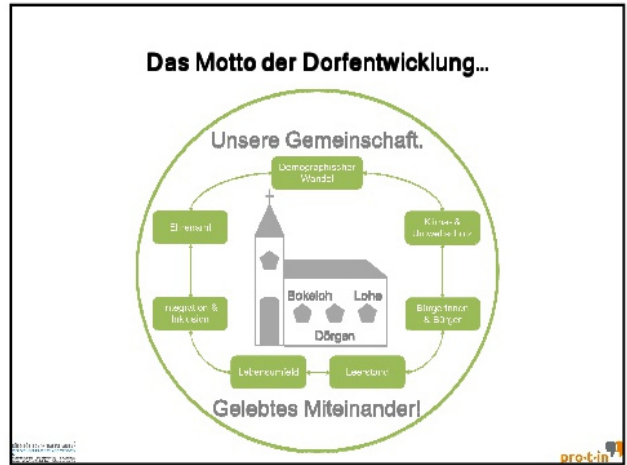 Das Motto der Dorfentwicklung...
Unsere Gemeinschaft.
Demographischer
Wandel
Ehrenamt
Klima- &
Umweltschutz
Bokeloh Lohe
Dörgen
Integration &
Inklusion
Bürgerinnen
& Bürger
Lebensumfeld
Leerstand
Gelebtes Miteinander!
pro-t-in